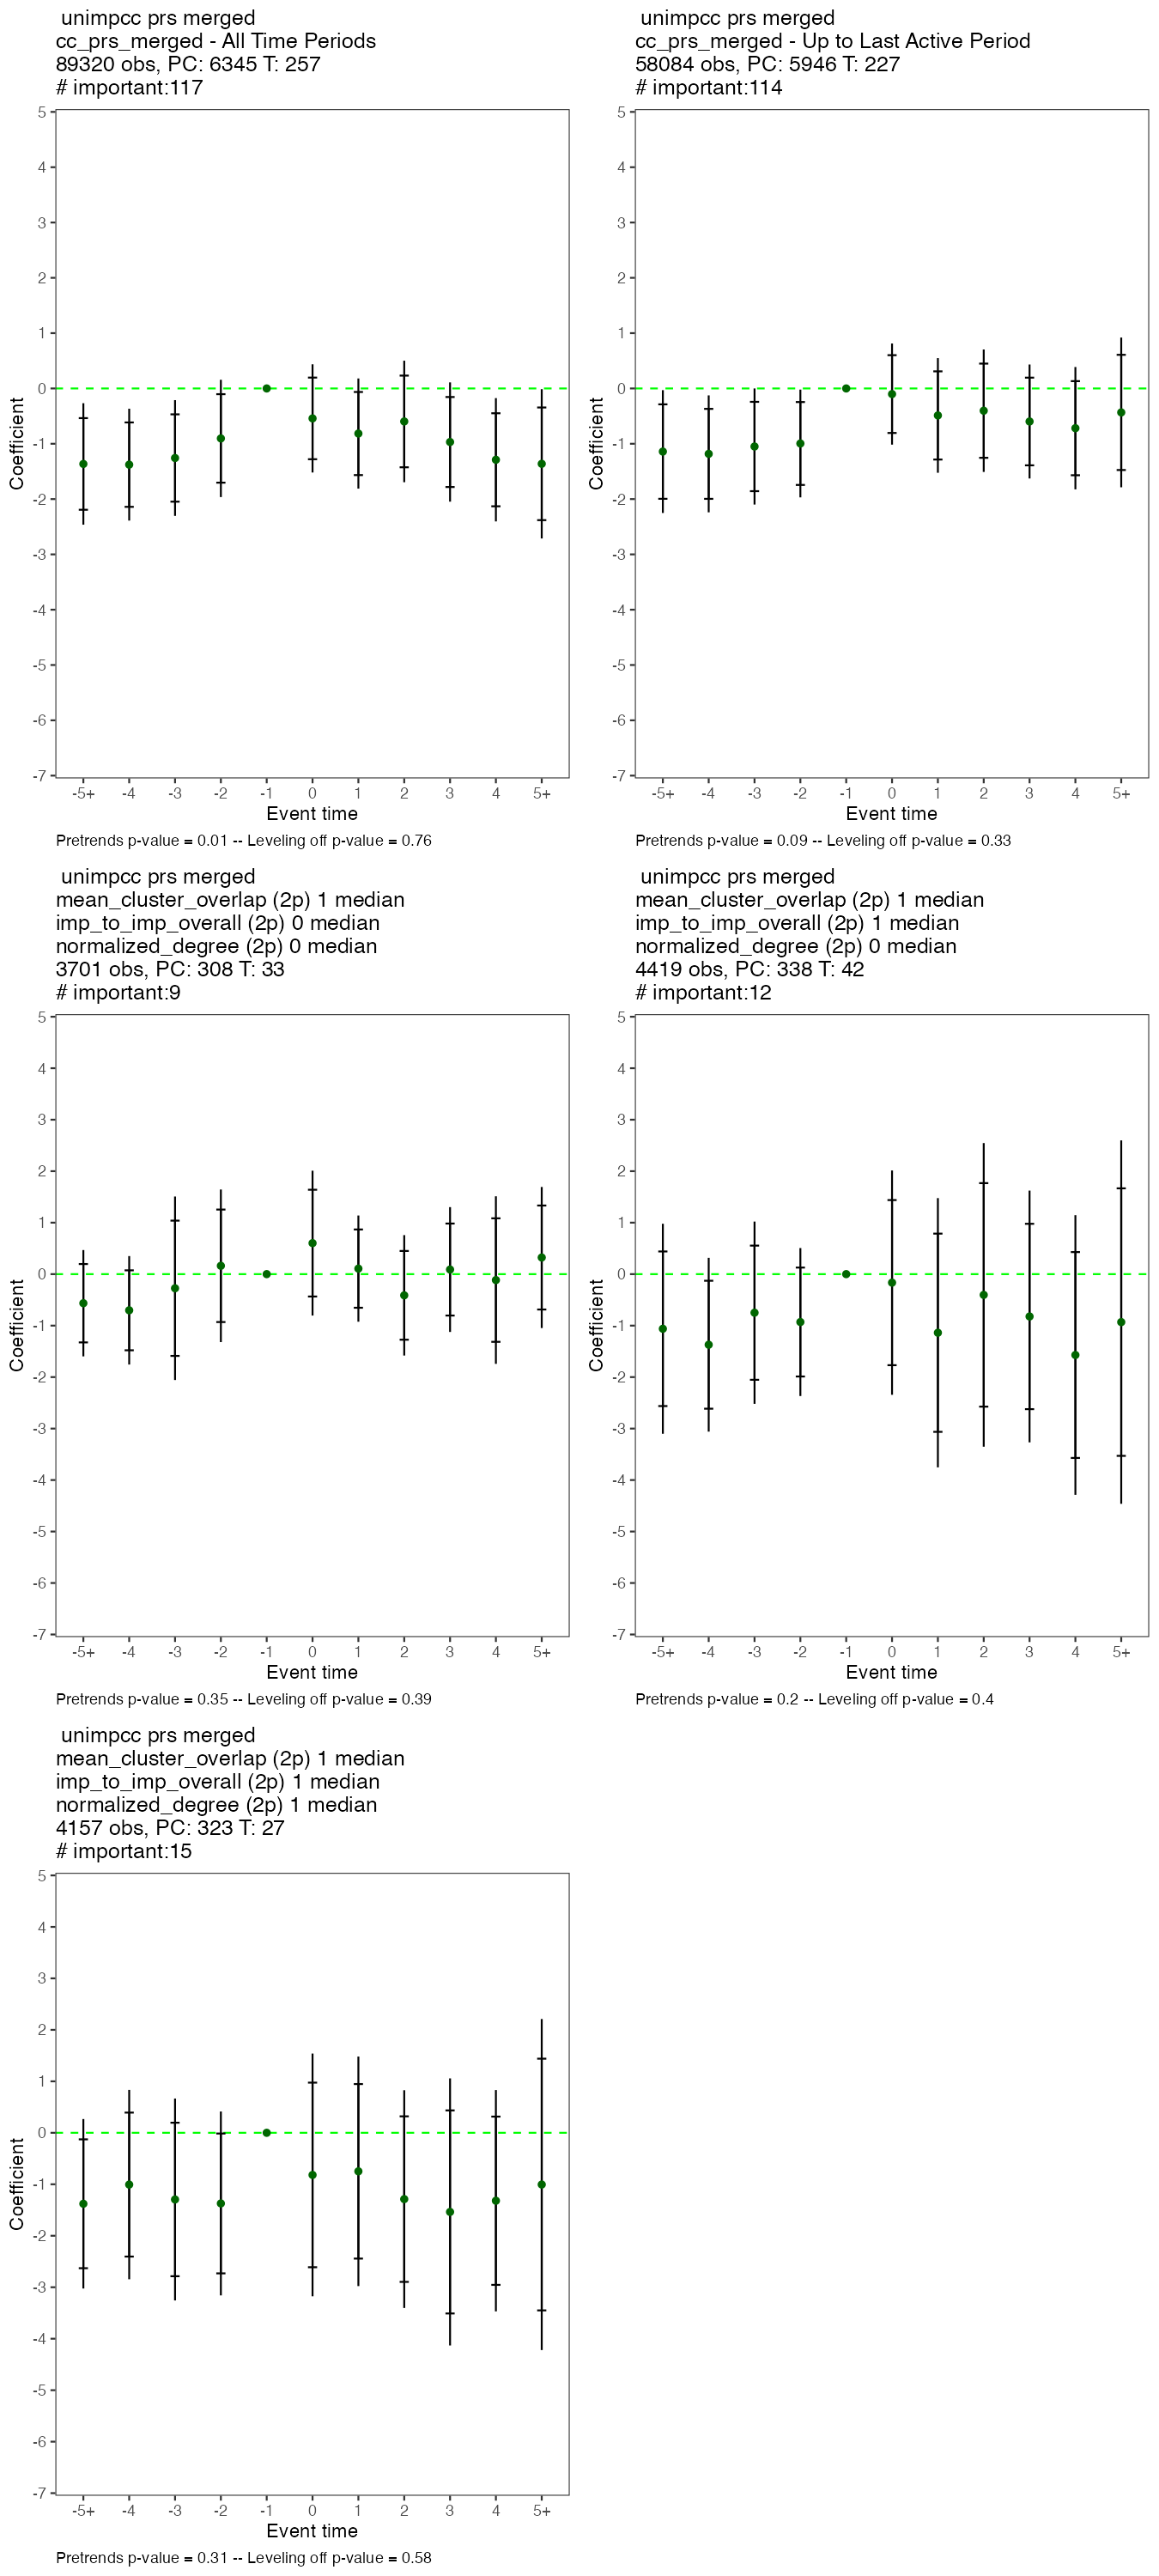 unimpcc prs merged
cc_prs_merged - All Time Periods
89320 obs, PC: 6345 T: 257
# important:117
5
4
3
2
1
0
-1
-2
-3
-4
-5
-6
-7
Coefficient
-5+ -4 -3 -2 -1 0 1 2 3 4 5+
Event time
Pretrends p-value = 0.01 -- Leveling off p-value = 0.76
unimpcc prs merged
cc_prs_merged - Up to Last Active Period
58084 obs, PC: 5946 T: 227
# important:114
5
4
3
2
1
0
-1
-2
-3
-4
-5
-6
-7
Coefficient
-5+ -4 -3 -2 -1 0 1 2 3 4 5+
Event time
Pretrends p-value = 0.09 -- Leveling off p-value = 0.33
unimpcc prs merged
mean_cluster_overlap (2p) 1 median
imp_to_imp_overall (2p) 0 median
normalized_degree (2p) 0 median
3701 obs, PC: 308 T: 33
# important:9
5
4
3
2
1
0
-1
-2
-3
-4
-5
-6
-7
Coefficient
-5+ -4 -3 -2 -1 0 1 2 3 4 5+
Event time
Pretrends p-value = 0.35 -- Leveling off p-value = 0.39
unimpcc prs merged
mean_cluster_overlap (2p) 1 median
imp_to_imp_overall (2p) 1 median
normalized_degree (2p) 0 median
4419 obs, PC: 338 T: 42
# important:12
5
4
3
2
1
0
-1
-2
-3
-4
-5
-6
-7
Coefficient
-5+ -4 -3 -2 -1 0 1 2 3 4 5+
Event time
Pretrends p-value = 0.2 -- Leveling off p-value = 0.4
unimpcc prs merged
mean_cluster_overlap (2p) 1 median
imp_to_imp_overall (2p) 1 median
normalized_degree (2p) 1 median
4157 obs, PC: 323 T: 27
# important:15
5
4
3
2
1
0
-1
-2
-3
-4
-5
-6
-7
Coefficient
-5+ -4 -3 -2 -1 0 1 2 3 4 5+
Event time
Pretrends p-value = 0.31 -- Leveling off p-value = 0.58